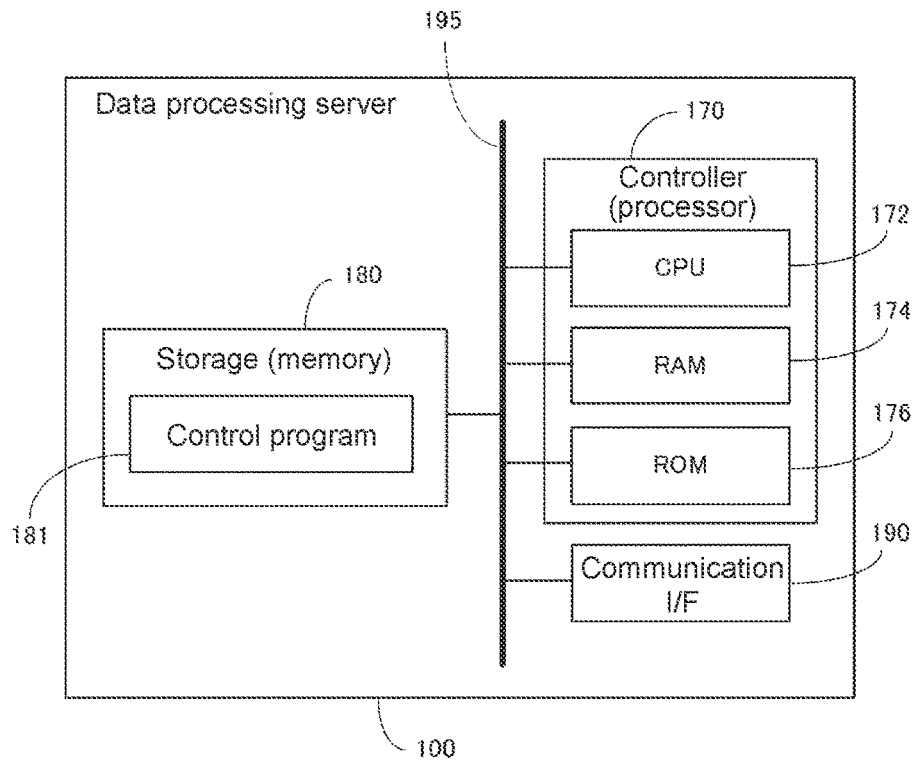 195
Data processing server
170
Controller
(processor)
172
CPU
180
174
Storage (memory)
RAM
Control program
176
ROM
181
190
Communication
I/F
100